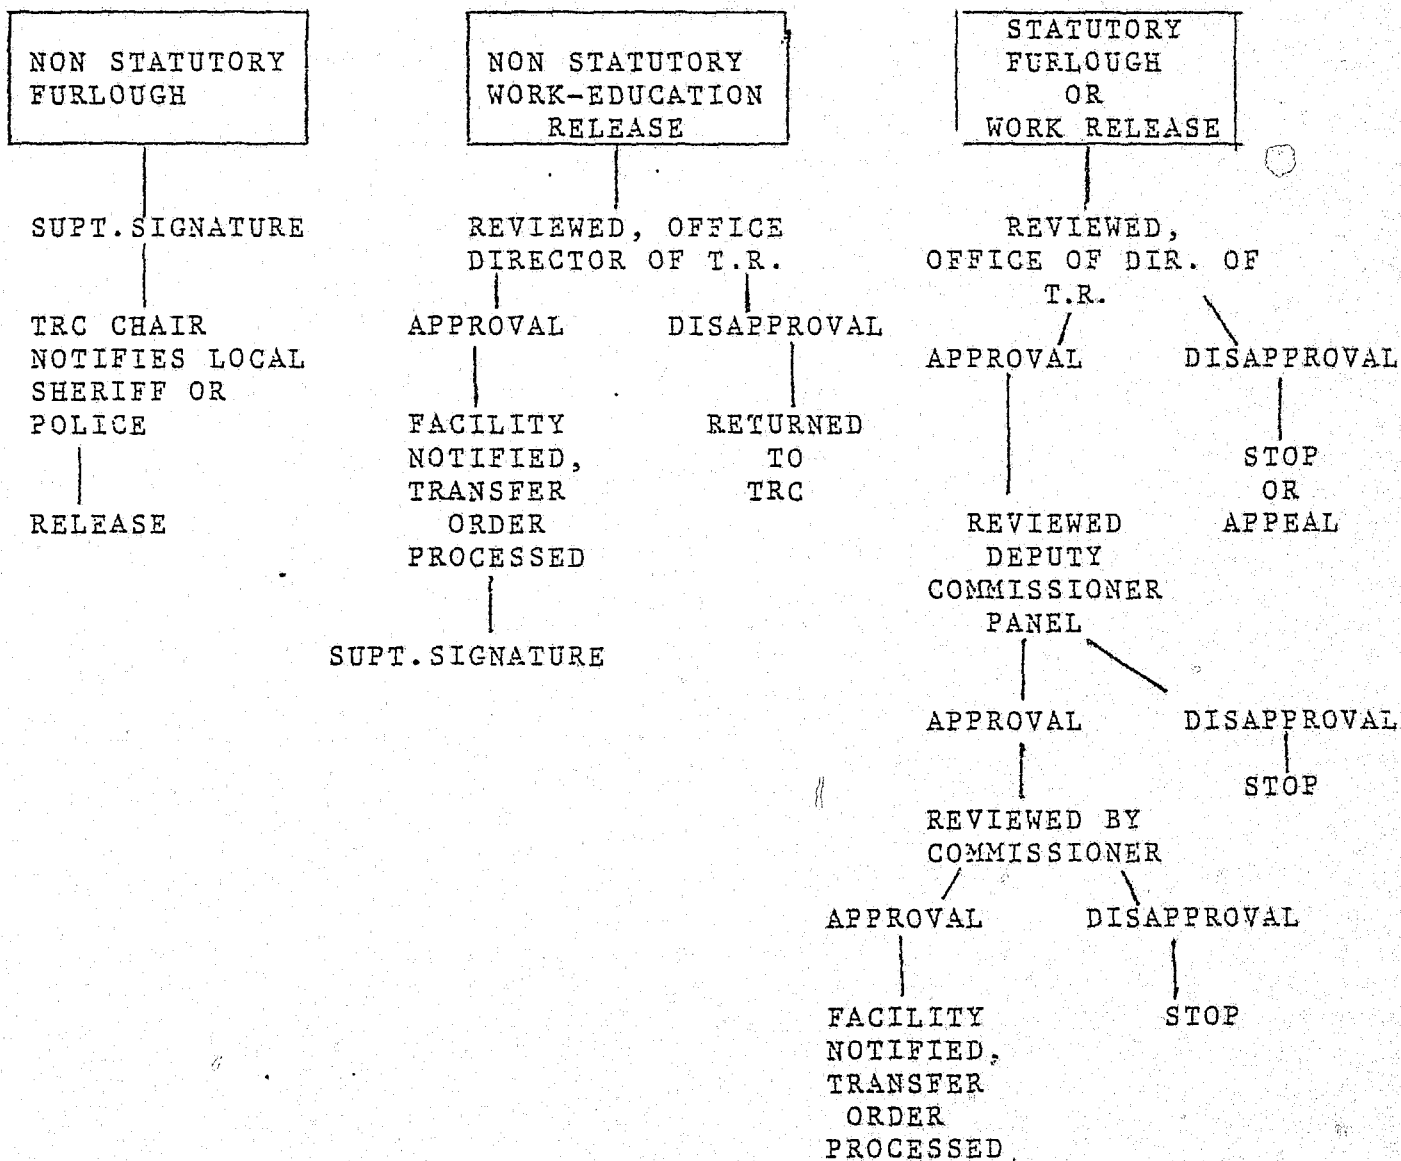 NON STATUTORY
FURLOUGH
SUPT.SIGNATURE
TRC CHAIR
NOTIFIES LOCAL
SHERIFF OR
POLICE
RELEASE
NON STATUTORY
WORK-EDUCATION
RELEASE
REVIEWED, OFFICE
DIRECTOR OF T.R.
APPROVAL
FACILITY
NOTIFIED,
TRANSFER
ORDER
PROCESSED
SUPT.SIGNATURE
DISAPPROVAL
RETURNED
TO
TRC
STATUTORY
FURLOUGH
OR
WORK RELEASE
REVIEWED,
OFFICE OF DIR. OF
T.R.
APPROVAL
DISAPPROVAL
STOP
OR
APPEAL
REVIEWED
DEPUTY
COMMISSIONER
PANEL
APPROVAL
DISAPPROVAL
STOP
REVIEWED BY
COMMISSIONER
APPROVAL
DISAPPROVAL
STOP
FACILITY
NOTIFIED,
TRANSFER
ORDER
PROCESSED